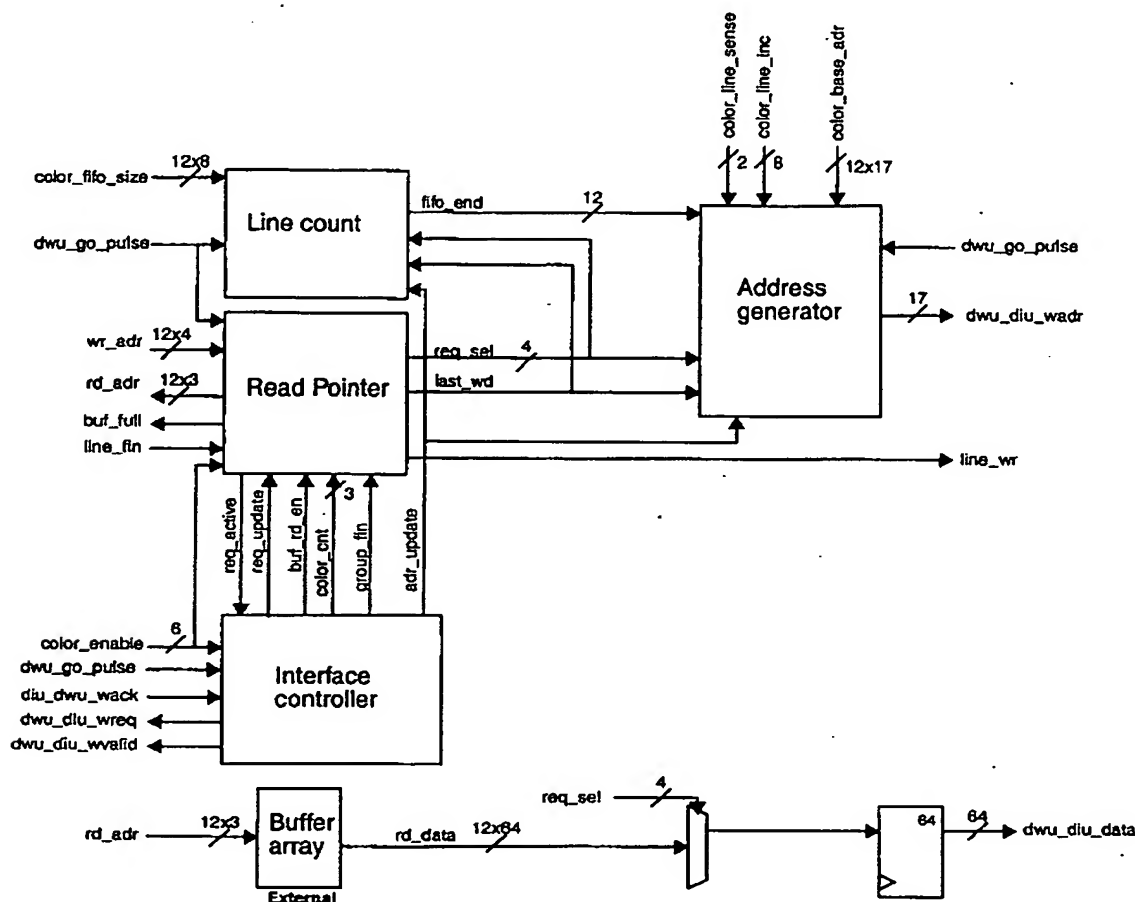 color_line_sense
color_line_inc
color_base_adr
2
8
12x17
color_fifo_size
12x8
Line count
fifo_end
12
dwu_go_pulse
dwu_go_pulse
Address
generator
17
dwu_diu_wadr
wr_adr
12x4
rd_adr
12x3
Read Pointer
req_sel
4
last_wd
buf_full
line_fin
line_wr
3
req_active
req_update
buf_rd_en
color_cnt
group_fin
adr_update
color_enable
6
dwu_go_pulse
Interface
controller
diu_dwu_wack
dwu_diu_wreq
dwu_diu_wvalid
req_sel
4
rd_adr
12x3
Buffer
array
rd_data
12x64
64
64
dwu_diu_data
External